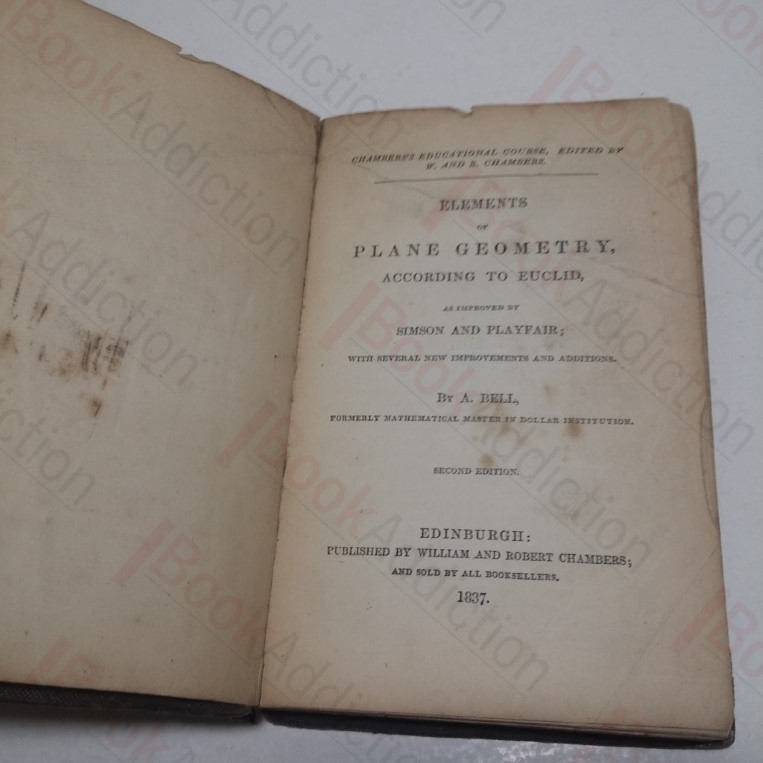 CHAMBERS'S EDUCATIONAL COURSE, EDITED BY
W. AND R. CHAMBERS.
ELEMENTS
OF
PLANE GEOMETRY,
ACCORDING TO EUCLID,
AS IMPROVED BY
SIMSON AND PLAYFAIR;
WITH SEVERAL NEW IMPROVEMENTS AND ADDITIONS.
BY A. BELL,
FORMERLY MATHEMATICAL MASTER IN DOLLAR INSTITUTION.
SECOND EDITION.
EDINBURGH:
PUBLISHED BY WILLIAM AND ROBERT CHAMBERS;
AND SOLD BY ALL BOOKSELLERS.
1837.
BookAddiction